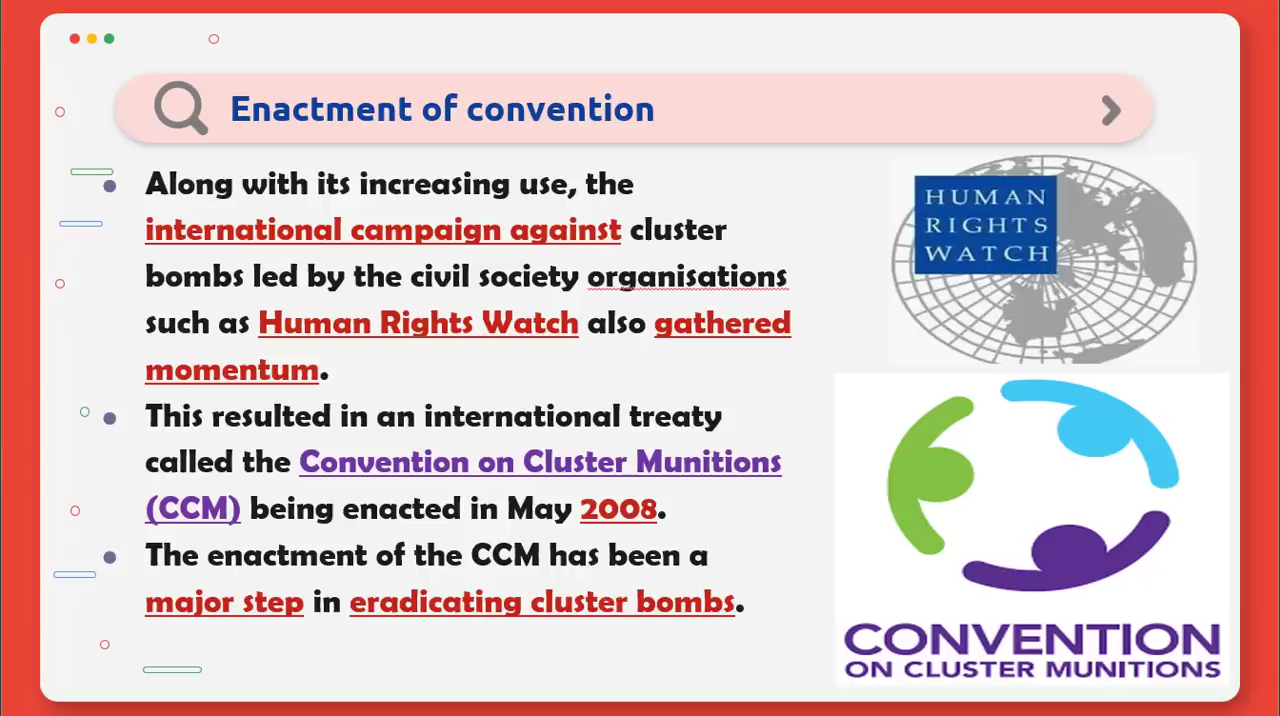 Enactment of convention
Along with its increasing use, the
international campaign against cluster
bombs led by the civil society organisations
such as Human Rights Watch also gathered
momentum.
This resulted in an international treaty
called the Convention on Cluster Munitions
(CCM) being enacted in May 2008.
The enactment of the CCM has been a
major step in eradicating cluster bombs.
HUMAN
RIGHTS
WATCH
CONVENTION
ON CLUSTER MUNITIONS